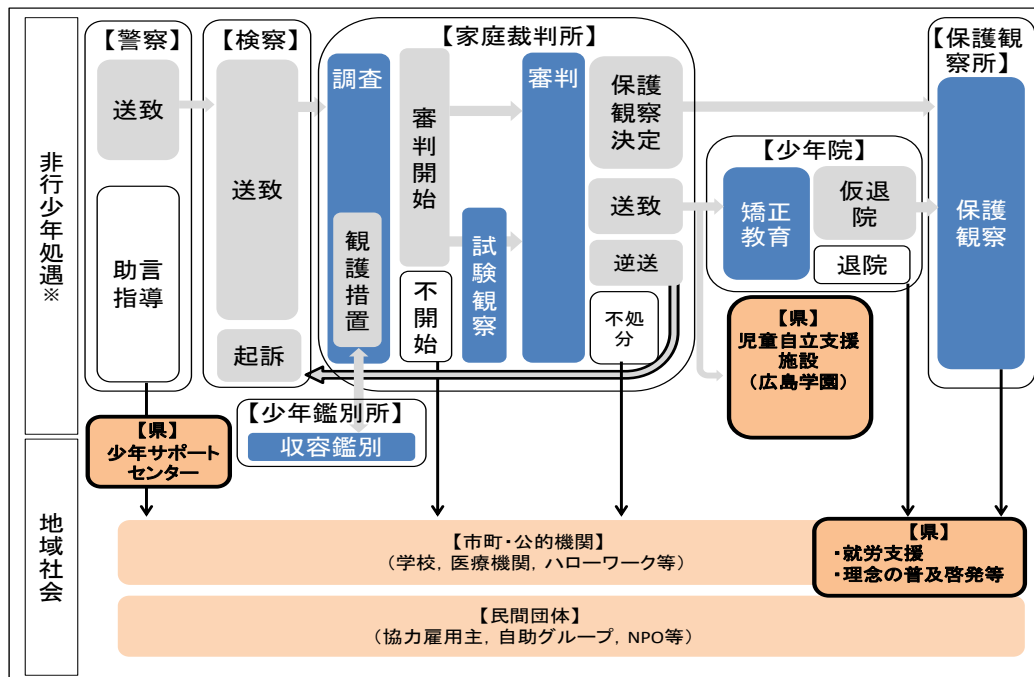 非行少年処遇※
【警察】
送致
助言
指導
【県】
少年サポート
センター
【検察】
送致
起訴
【家庭裁判所】
調査
観護措置
審判開始
不開始
試験観察
審判
保護
観察
決定
送致
逆送
不処分
【少年鑑別所】
収容鑑別
【少年院】
矯正
教育
仮退
院
退院
【県】
児童自立支援
施設
（広島学園）
【保護観
察所】
保護
観察
地域社会
【市町・公的機関】
（学校，医療機関，ハローワーク等）
【県】
・就労支援
・理念の普及啓発等
【民間団体】
（協力雇用主，自助グループ，NPO等）